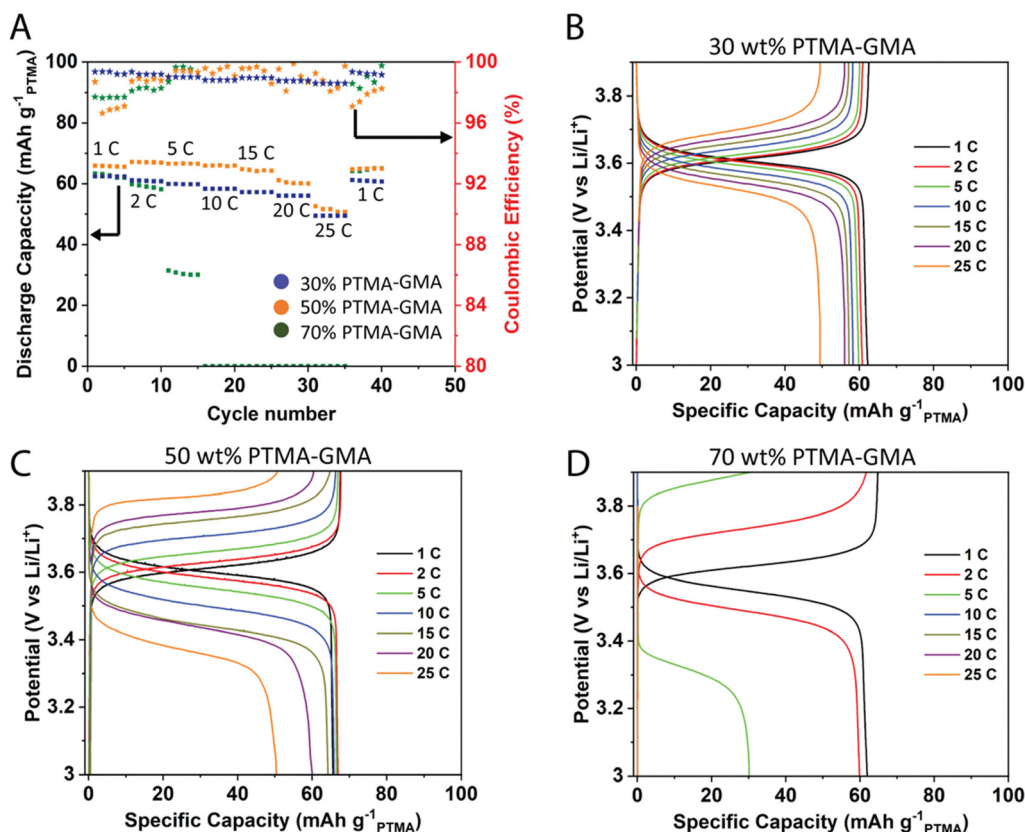 A
Discharge Capaccity (mAh g⁻¹PTMA)
100
80
60
40
20
0
1 C
5 C
15 C
2 C
10 C
20 C
25 C
1 C
30% PTMA-GMA
50% PTMA-GMA
70% PTMA-GMA
100
96
92
88
84
80
Coulombic Efficiency (%)
0 10 20 30 40 50
Cycle number
B
30 wt% PTMA-GMA
Potential (V vs Li/Li⁺)
3.8
3.6
3.4
3.2
3
1 C
2 C
5 C
10 C
15 C
20 C
25 C
0 20 40 60 80 100
Specific Capacity (mAh g⁻¹PTMA)
C
50 wt% PTMA-GMA
Potential (V vs Li/Li⁺)
3.8
3.6
3.4
3.2
3
1 C
2 C
5 C
10 C
15 C
20 C
25 C
0 20 40 60 80 100
Specific Capacity (mAh g⁻¹PTMA)
D
70 wt% PTMA-GMA
Potential (V vs Li/Li⁺)
3.8
3.6
3.4
3.2
3
1 C
2 C
5 C
10 C
15 C
20 C
25 C
0 20 40 60 80 100
Specific Capacity (mAh g⁻¹PTMA)